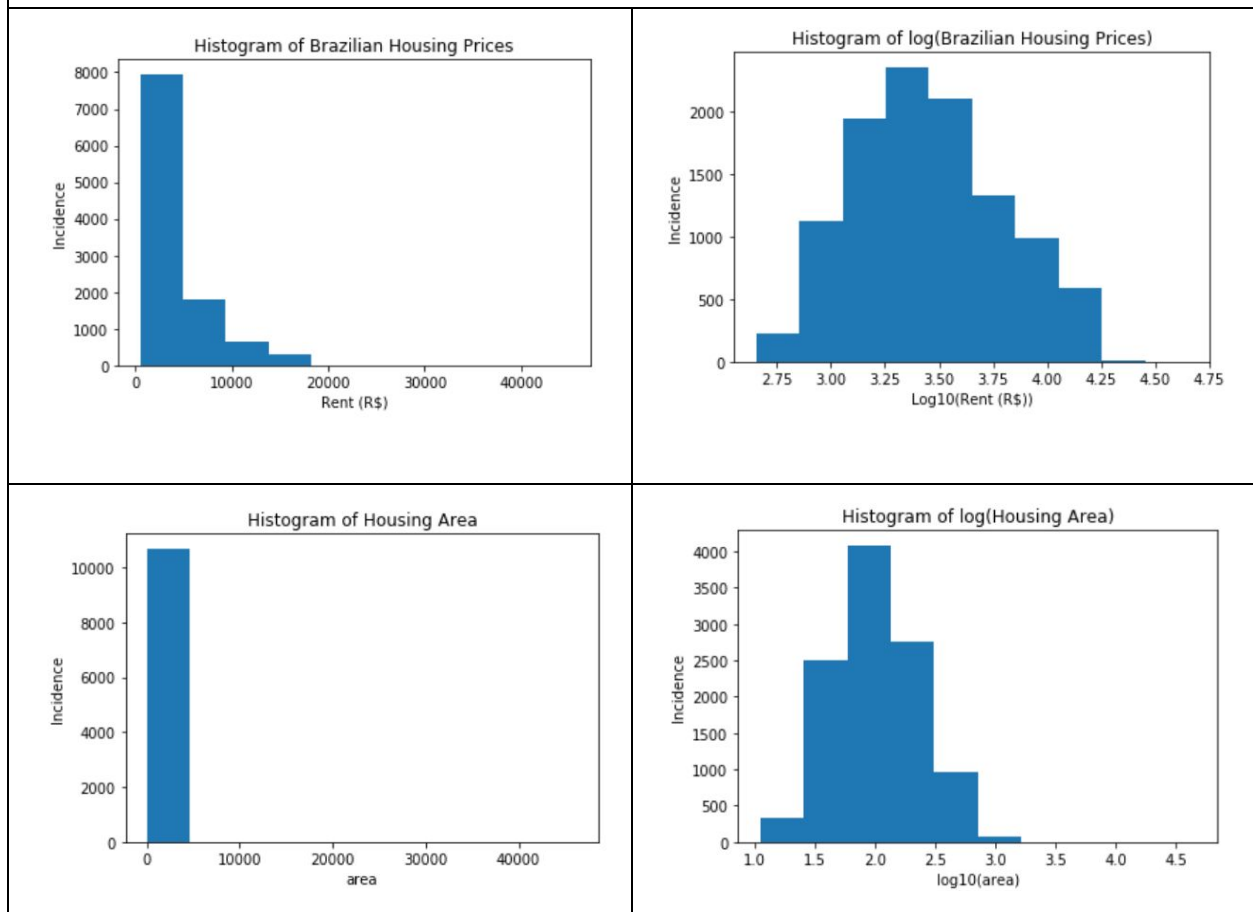 Histogram of Brazilian Housing Prices
8000
7000
6000
5000
4000
3000
2000
1000
0
Incidence
0 10000 20000 30000 40000
Rent (R$)
Histogram of log(Brazilian Housing Prices)
2000
1500
1000
500
0
Incidence
2.75 3.00 3.25 3.50 3.75 4.00 4.25 4.50 4.75
Log10(Rent (R$))
Histogram of Housing Area
10000
8000
6000
4000
2000
0
Incidence
0 10000 20000 30000 40000
area
Histogram of log(Housing Area)
4000
3500
3000
2500
2000
1500
1000
500
0
Incidence
1.0 1.5 2.0 2.5 3.0 3.5 4.0 4.5
log10(area)